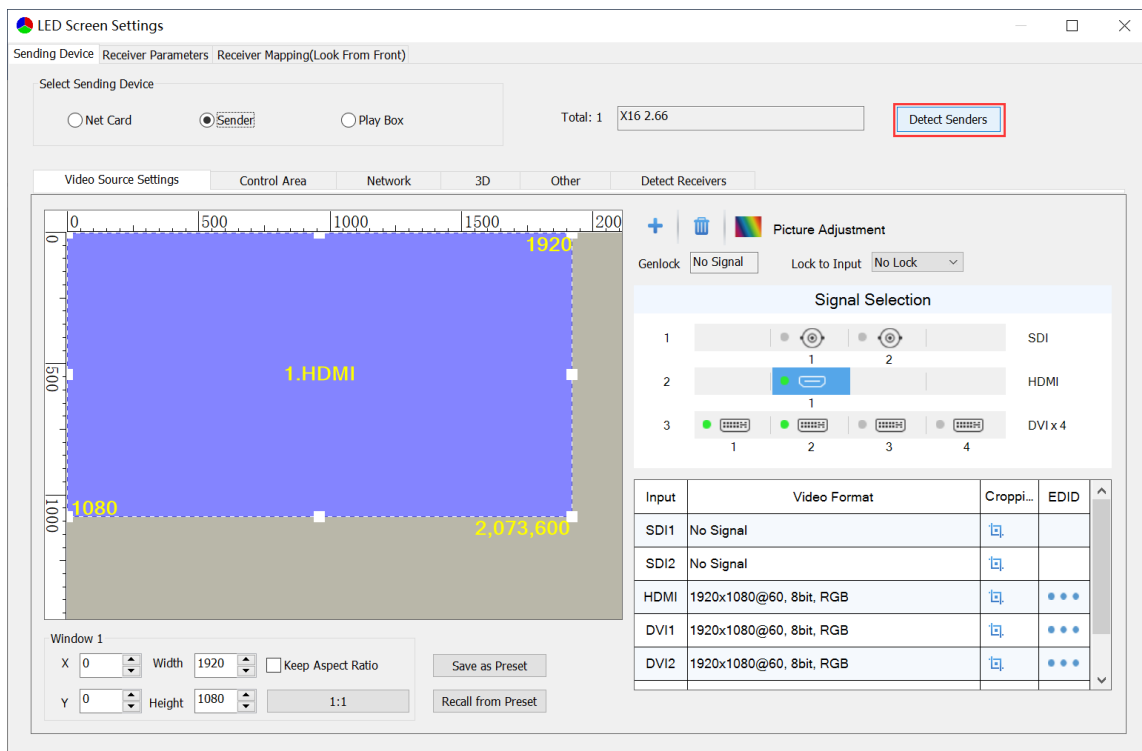 LED Screen Settings
Sending Device Receiver Parameters Receiver Mapping(Look From Front)
Select Sending Device
Net Card Sender Play Box Total: 1 X16 2.66 Detect Senders
Video Source Settings Control Area Network 3D Other Detect Receivers
0 500 1000 1500 200
0
500
1000
1920
1.HDMI
1080
2,073,600
Picture Adjustment
Genlock No Signal Lock to Input No Lock
Signal Selection
1 SDI
1 2
2 HDMI
1
3 DVI x 4
1 2 3 4
Input Video Format Croppi... EDID
SDI1 No Signal
SDI2 No Signal
HDMI 1920x1080@60, 8bit, RGB
DVI1 1920x1080@60, 8bit, RGB
DVI2 1920x1080@60, 8bit, RGB
Window 1
X 0 Width 1920 Keep Aspect Ratio Save as Preset
Y 0 Height 1080 1:1 Recall from Preset